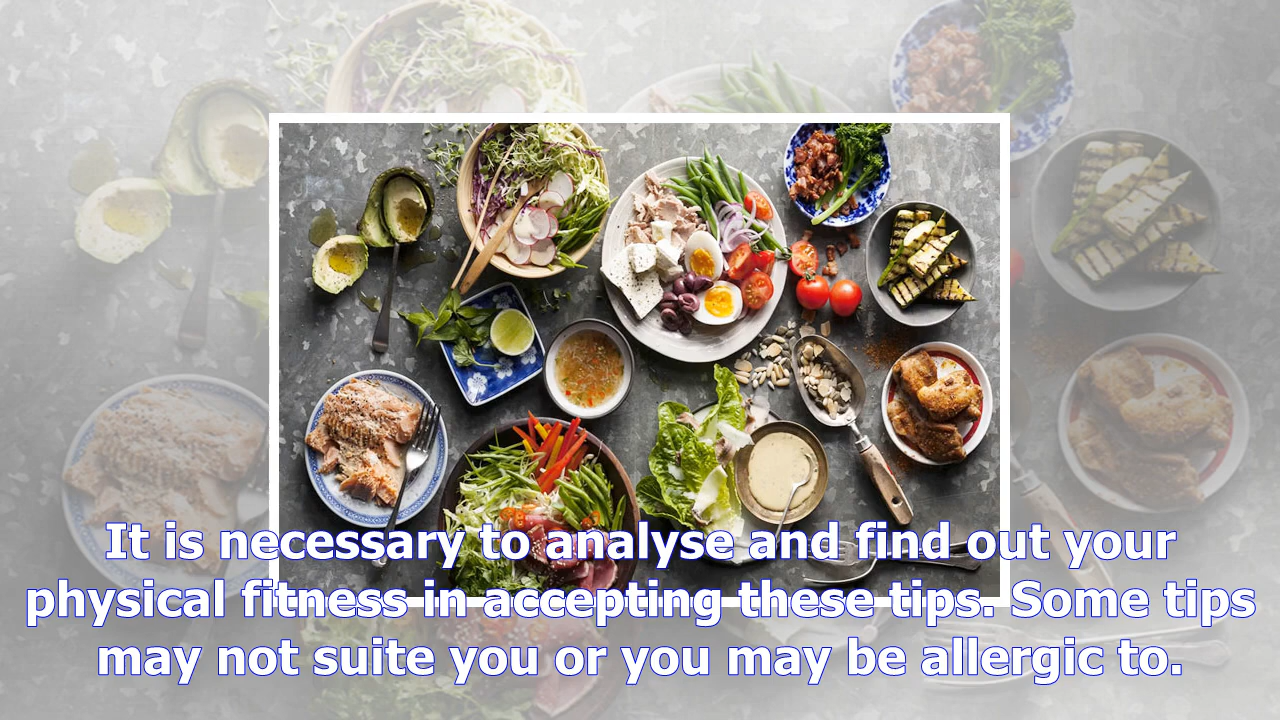 It is necessary to analyse and find out your
physical fitness in accepting these tips. Some tips
may not suite you or you may be allergic to.